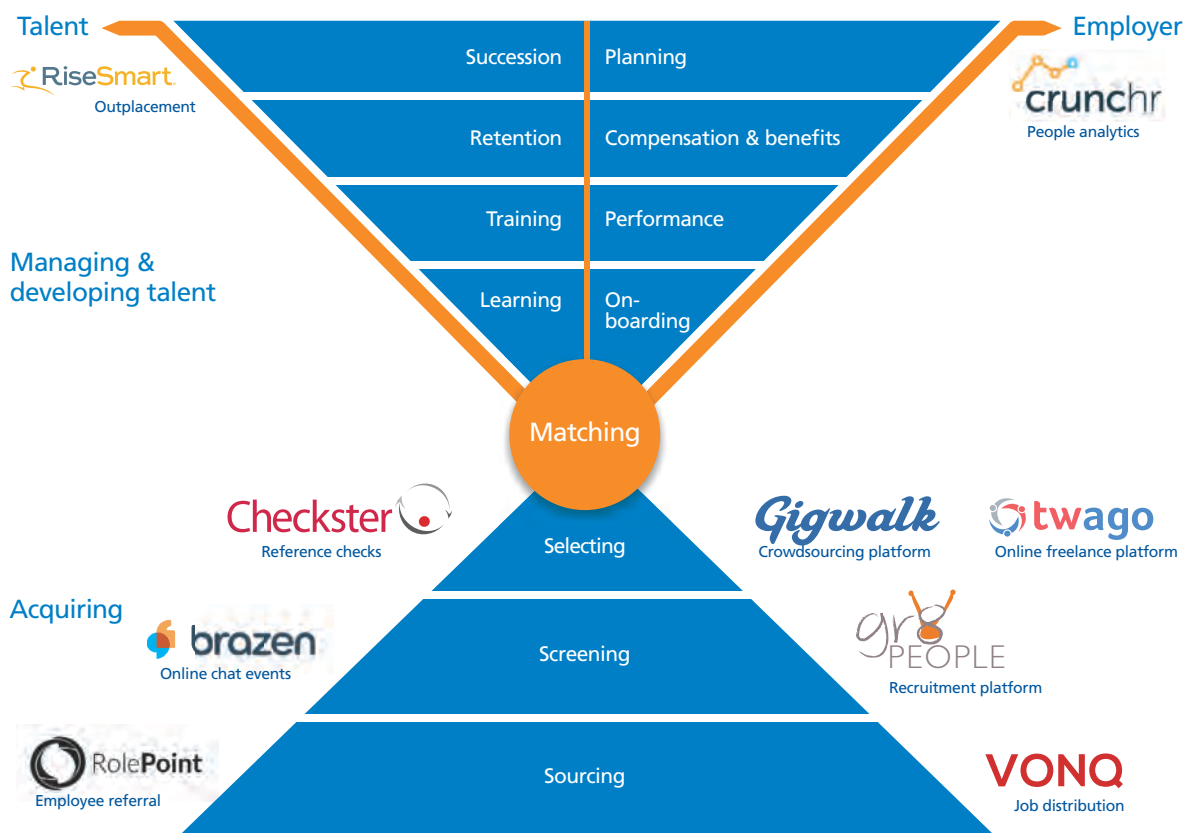 Talent
Employer
RiseSmart
Outplacement
Succession
Planning
crunchr
People analytics
Retention
Compensation & benefits
Training
Performance
Managing &
developing talent
Learning
On-
boarding
Matching
Checkster
Reference checks
Selecting
Gigwalk
Crowdsourcing platform
twago
Online freelance platform
Acquiring
brazen
Online chat events
Screening
gr8
PEOPLE
Recruitment platform
RolePoint
Employee referral
Sourcing
VONQ
Job distribution